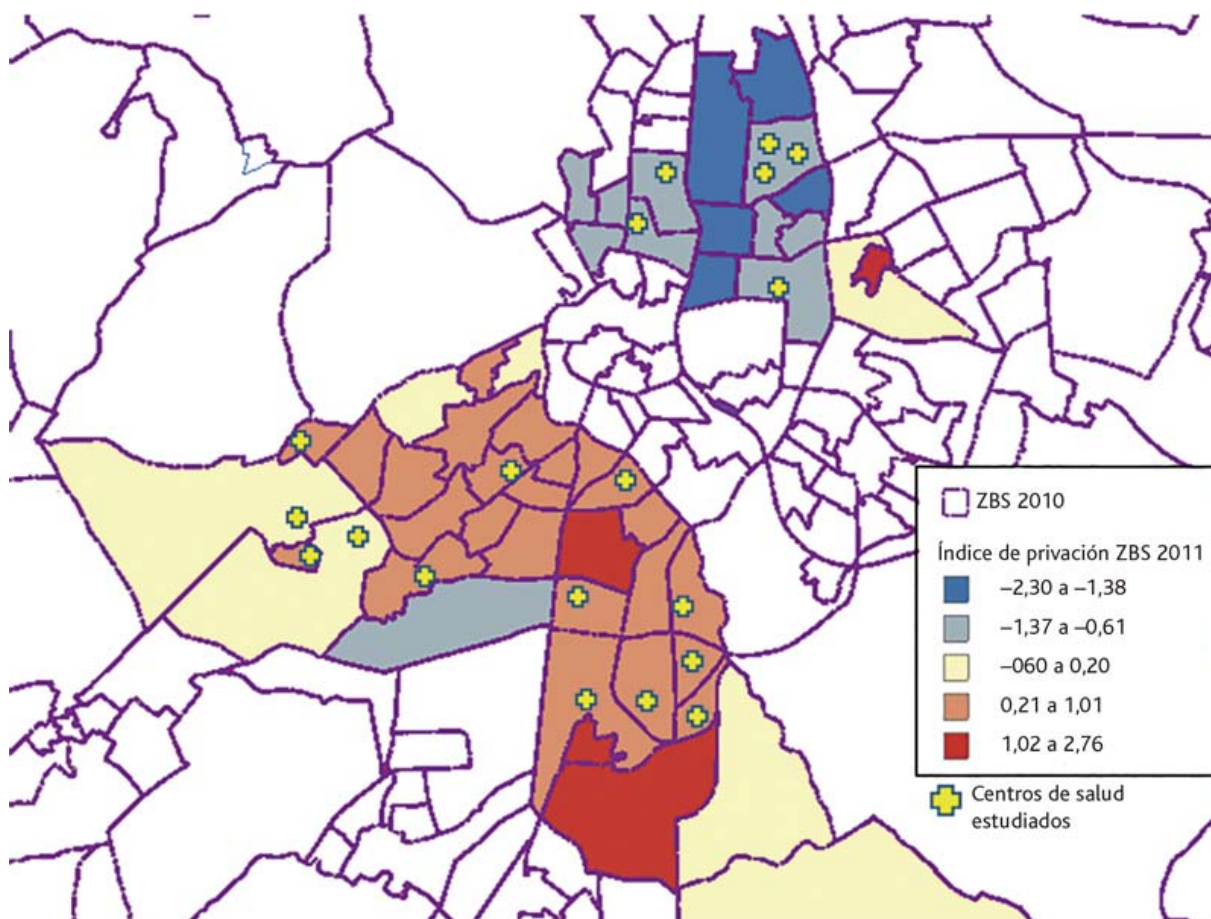 ZBS 2010
Índice de privación ZBS 2011
–2,30 a –1,38
–1,37 a –0,61
–060 a 0,20
0,21 a 1,01
1,02 a 2,76
Centros de salud
estudiados